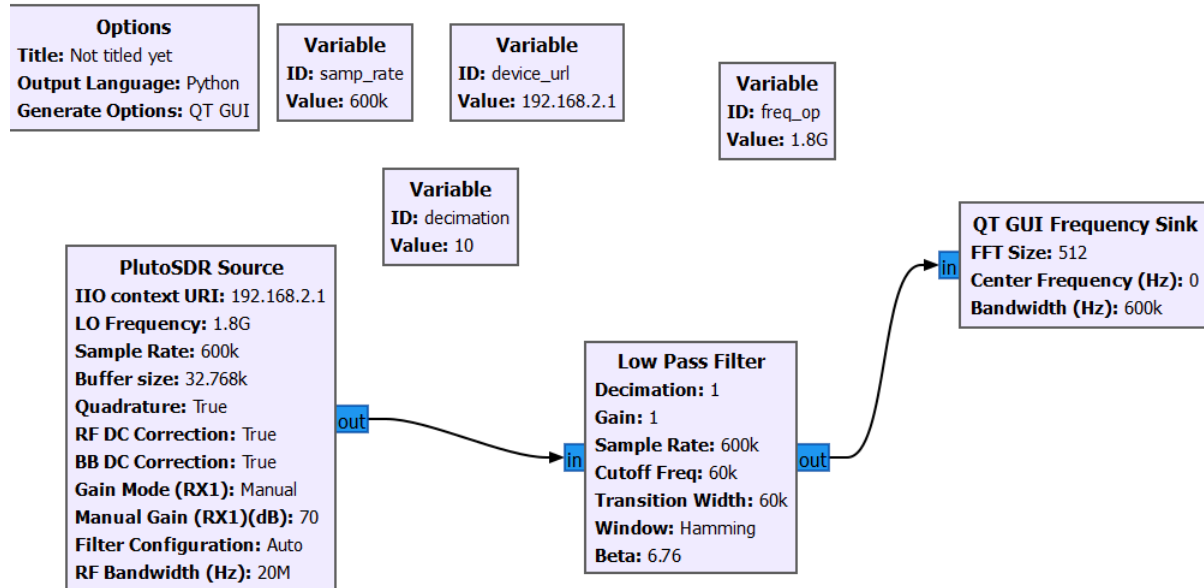 Options
Title: Not titled yet
Output Language: Python
Generate Options: QT GUI
Variable
ID: samp_rate
Value: 600k
Variable
ID: device_url
Value: 192.168.2.1
Variable
ID: freq_op
Value: 1.8G
Variable
ID: decimation
Value: 10
PlutoSDR Source
IIO context URI: 192.168.2.1
LO Frequency: 1.8G
Sample Rate: 600k
Buffer size: 32.768k
Quadrature: True
RF DC Correction: True
BB DC Correction: True
Gain Mode (RX1): Manual
Manual Gain (RX1)(dB): 70
Filter Configuration: Auto
RF Bandwidth (Hz): 20M
out
in
Low Pass Filter
Decimation: 1
Gain: 1
Sample Rate: 600k
Cutoff Freq: 60k
Transition Width: 60k
Window: Hamming
Beta: 6.76
out
in
QT GUI Frequency Sink
FFT Size: 512
Center Frequency (Hz): 0
Bandwidth (Hz): 600k